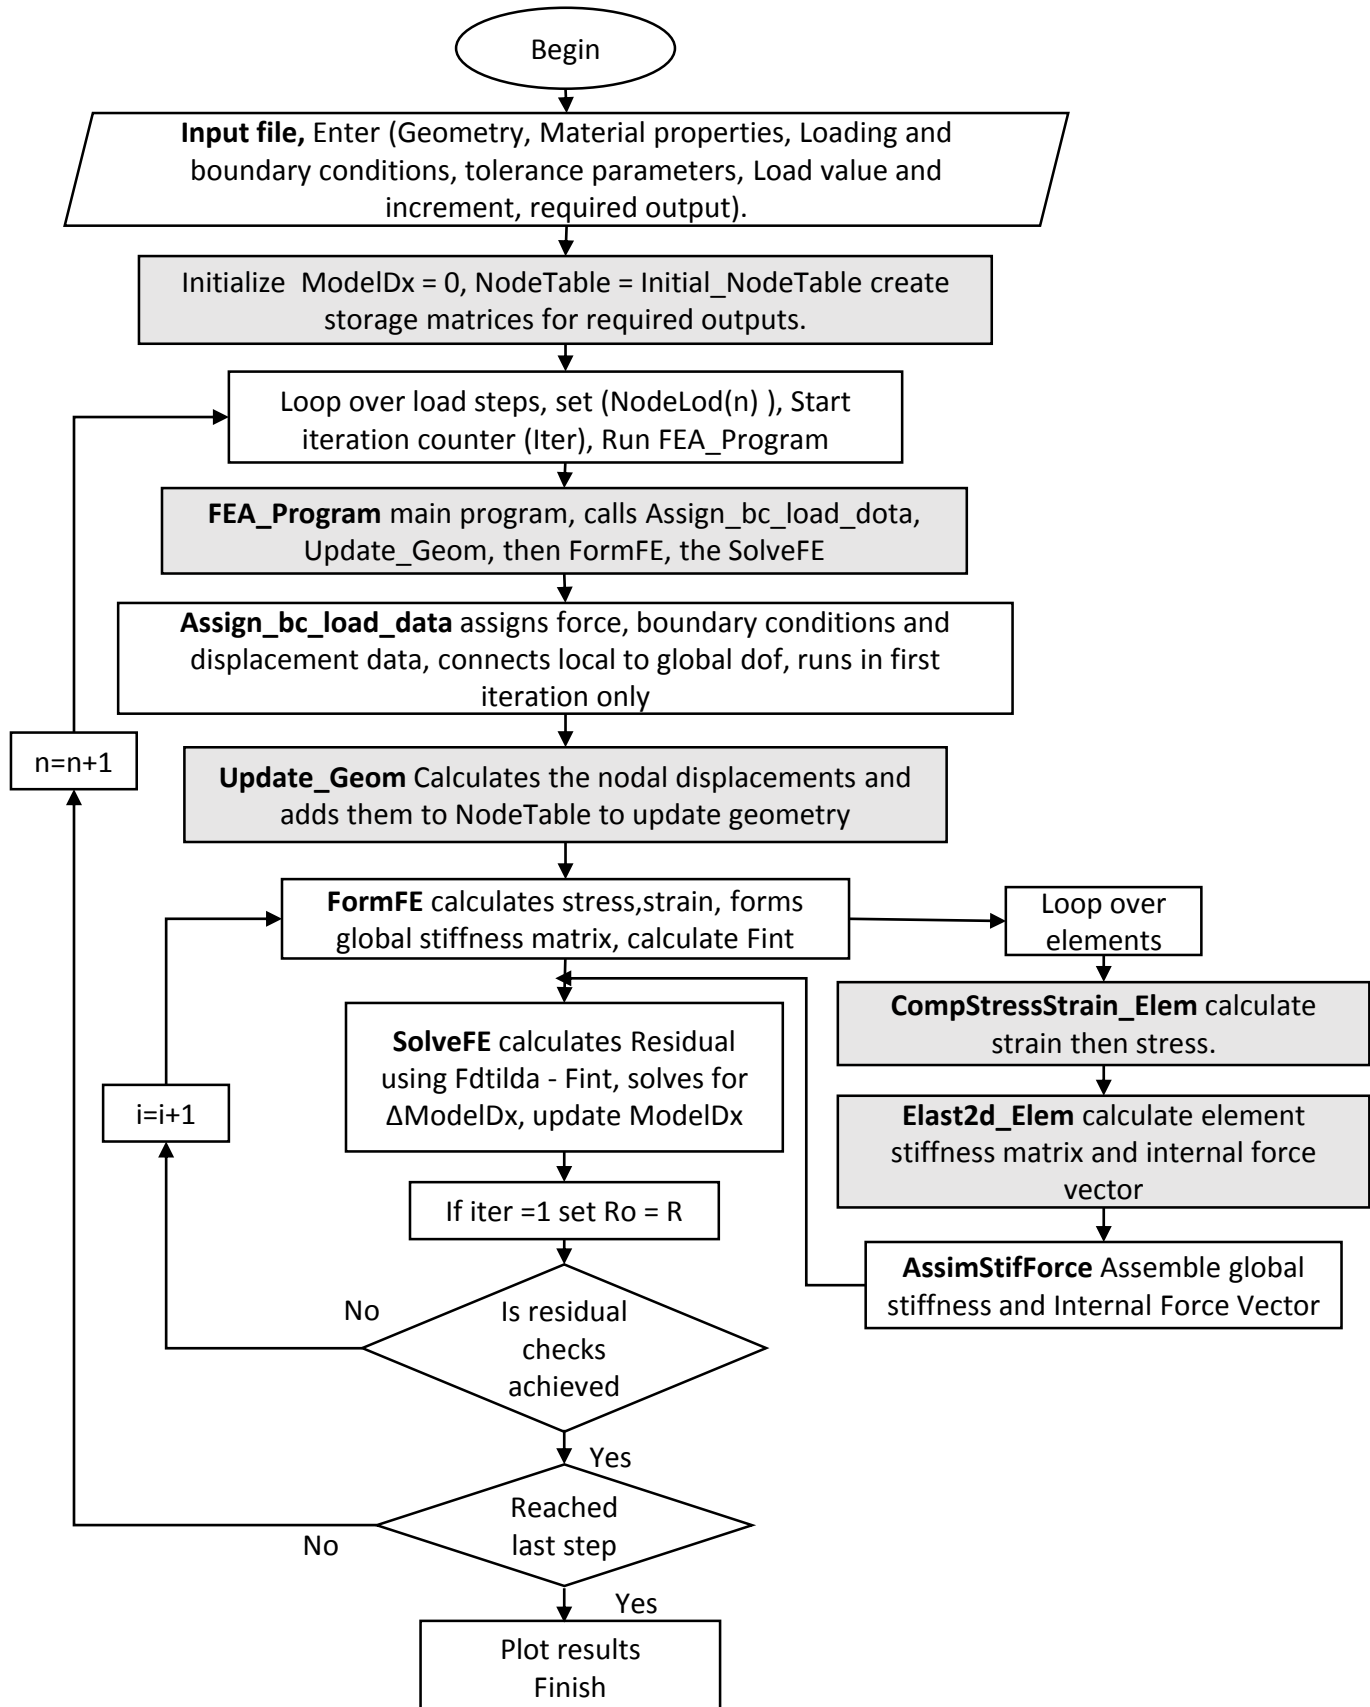 Begin
Input file, Enter (Geometry, Material properties, Loading and
boundary conditions, tolerance parameters, Load value and
increment, required output).
Initialize  ModelDx = 0, NodeTable = Initial_NodeTable create
storage matrices for required outputs.
Loop over load steps, set (NodeLod(n) ), Start
iteration counter (Iter), Run FEA_Program
FEA_Program main program, calls Assign_bc_load_dota,
Update_Geom, then FormFE, the SolveFE
Assign_bc_load_data assigns force, boundary conditions and
displacement data, connects local to global dof, runs in first
iteration only
n=n+1
Update_Geom Calculates the nodal displacements and
adds them to NodeTable to update geometry
FormFE calculates stress,strain, forms
global stiffness matrix, calculate Fint
Loop over
elements
CompStressStrain_Elem calculate
strain then stress.
SolveFE calculates Residual
using Fdtilda - Fint, solves for
ΔModelDx, update ModelDx
i=i+1
Elast2d_Elem calculate element
stiffness matrix and internal force
vector
If iter =1 set Ro = R
AssimStifForce Assemble global
stiffness and Internal Force Vector
No
Is residual
checks
achieved
Yes
Reached
last step
No
Yes
Plot results
Finish